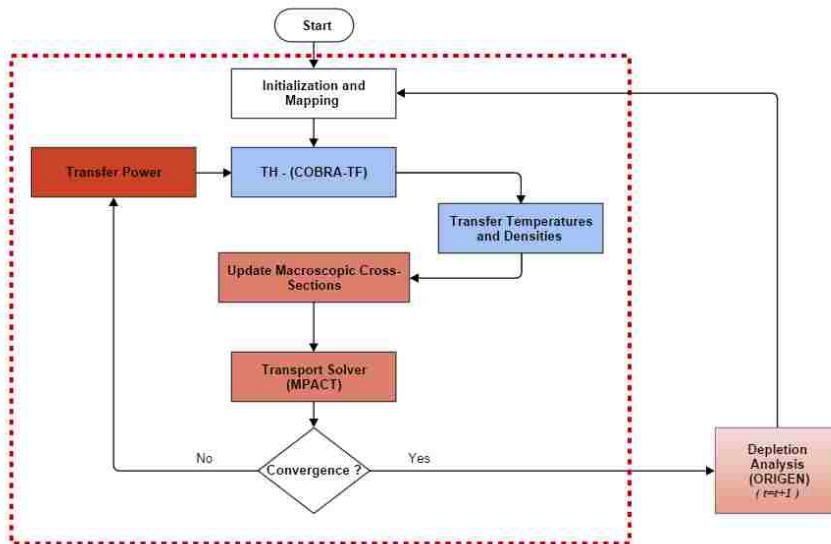 Start
Initialization and
Mapping
Transfer Power
TH - (COBRA-TF)
Transfer Temperatures
and Densities
Update Macroscopic Cross-
Sections
Transport Solver
(MPACT)
Convergence ?
No
Yes
Depletion
Analysis
(ORIGEN)
( t=t+1 )